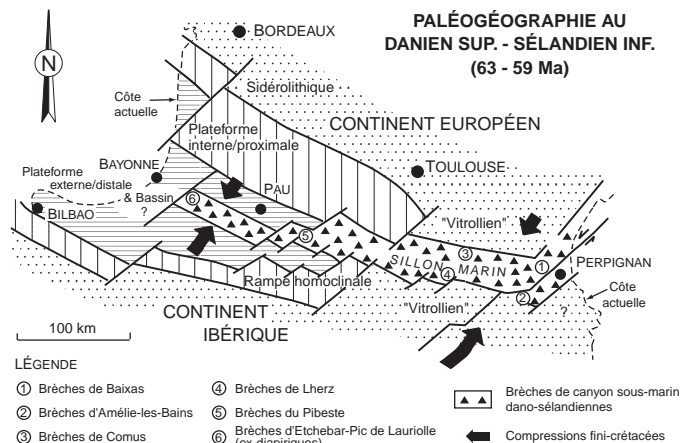 PALÉOGÉOGRAPHIE AU
DANIEN SUP. - SÉLANDIEN INF.
(63 - 59 Ma)
N
BORDEAUX
Sidérolithique
Côte
actuelle
CONTINENT EUROPÉEN
Plateforme
interne/proximale
BAYONNE
TOULOUSE
Plateforme
externe/distale
& Bassin
?
PAU
6
BILBAO
"Vitrollien"
5
3
SILLON MARIN
4
1
PERPIGNAN
Rampe homoclinale
2
Côte
actuelle
"Vitrollien"
?
CONTINENT
IBÉRIQUE
100 km
LÉGENDE
1 Brèches de Baixas
2 Brèches d'Amélie-les-Bains
3 Brèches de Comus
4 Brèches du Lherz
5 Brèches du Pibeste
6 Brèches d'Etchebar-Pic de Lauriolle
(ex diapiriques)
Brèches de canyon sous-marin
dano-sélandiennes
Compressions fini-crétacées